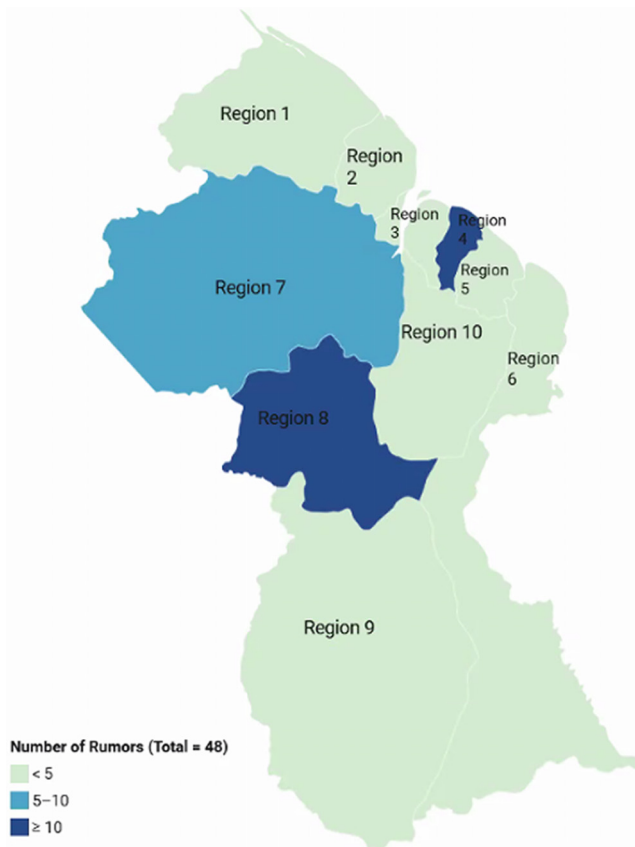 Region 1
Region
2
Region
3
Region
4
Region
5
Region 7
Region 10
Region
6
Region 8
Region 9
Number of Rumors (Total = 48)
< 5
5–10
≥ 10